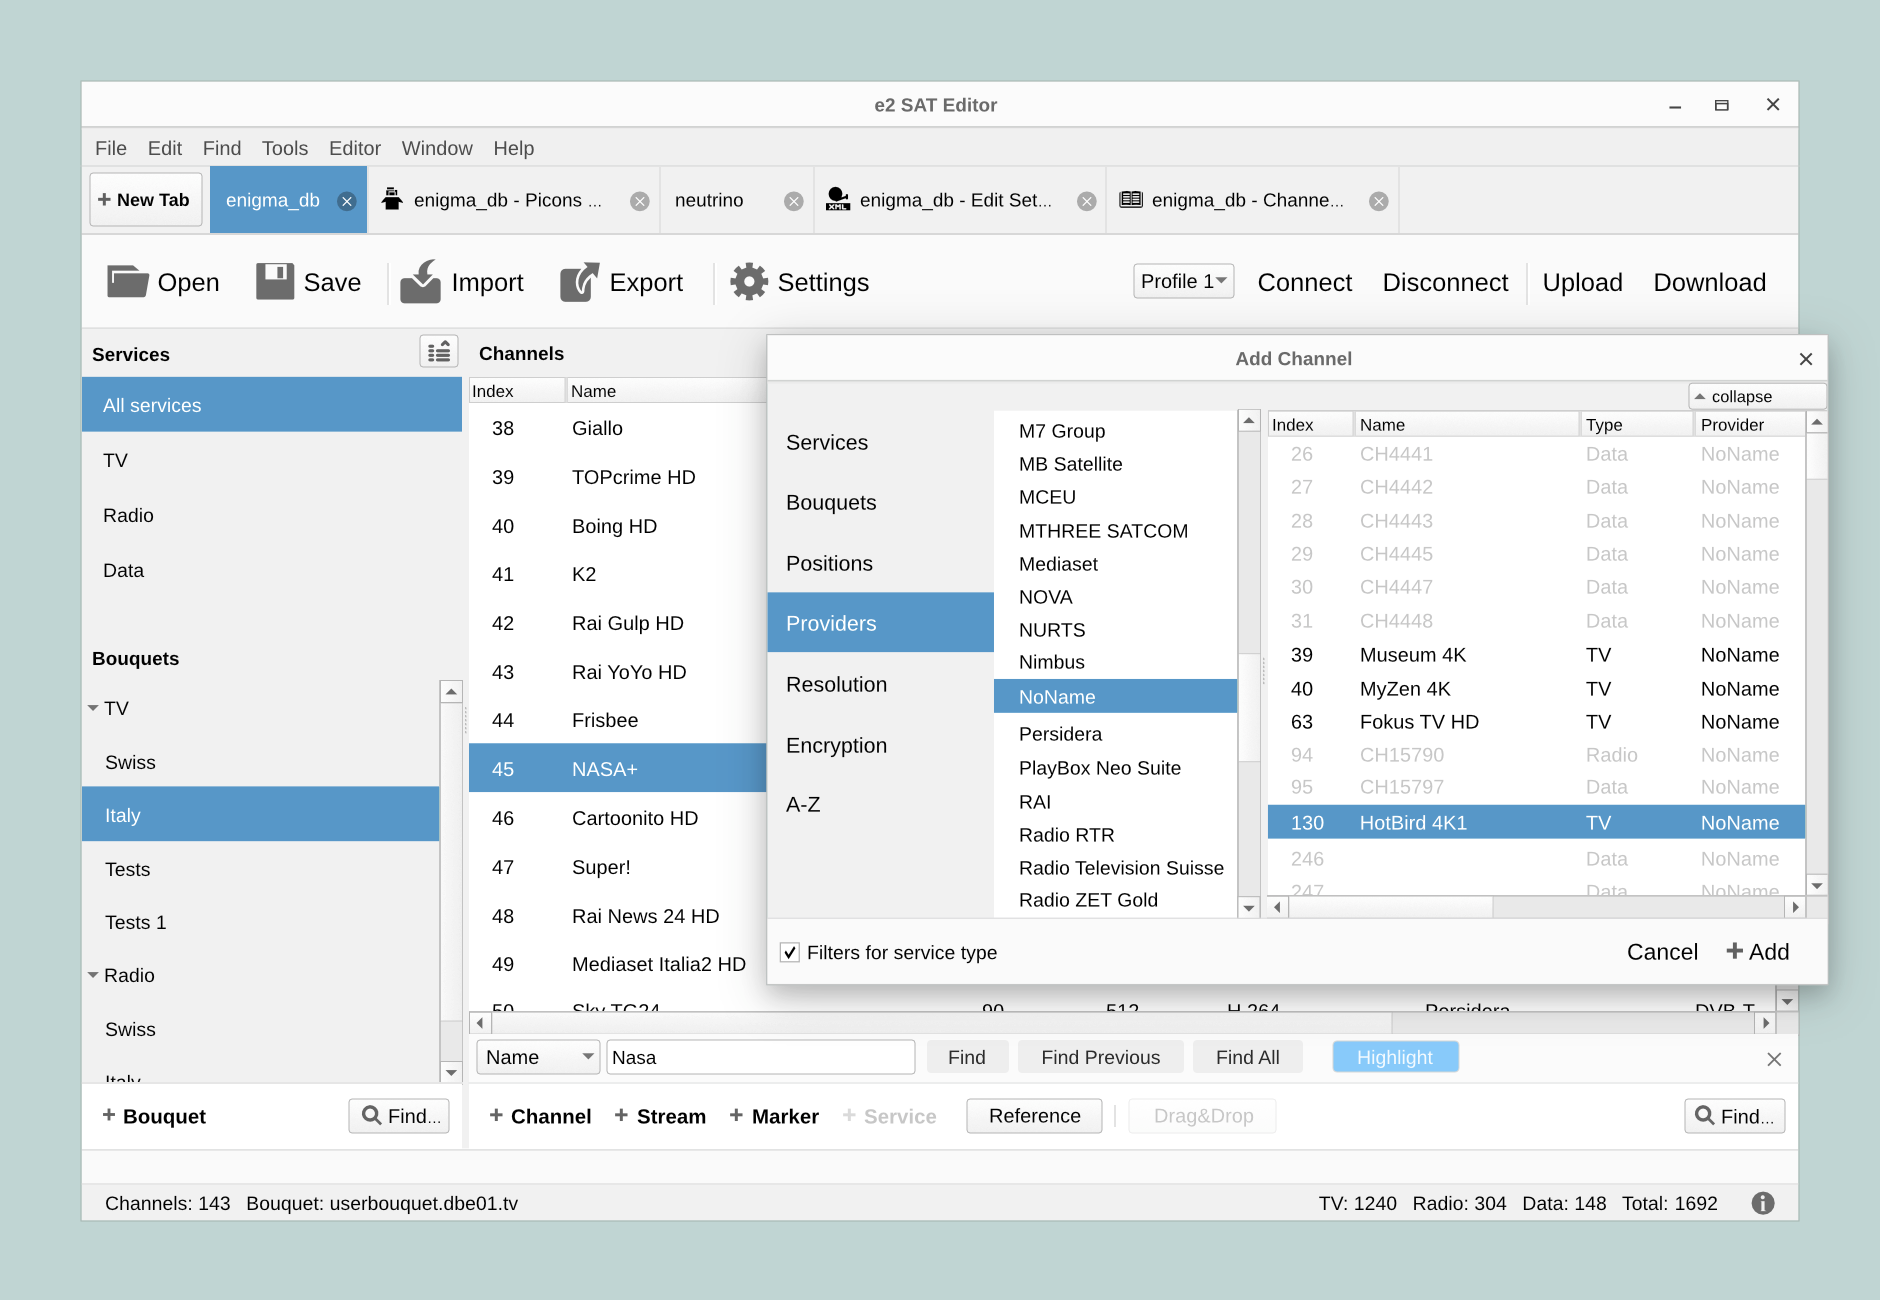 e2 SAT Editor
File Edit Find Tools Editor Window Help
+ New Tab enigma_db enigma_db - Picons ... neutrino XML enigma_db - Edit Set... enigma_db - Channe...
Open Save Import Export Settings Profile 1 Connect Disconnect Upload Download
Services
All services
TV
Radio
Data
Bouquets
TV
Swiss
Italy
Tests
Tests 1
Radio
Swiss
Italy
+ Bouquet Find...
Channels
Index Name
38 Giallo
39 TOPcrime HD
40 Boing HD
41 K2
42 Rai Gulp HD
43 Rai YoYo HD
44 Frisbee
45 NASA+
46 Cartoonito HD
47 Super!
48 Rai News 24 HD
49 Mediaset Italia2 HD
50 Sky TG24 90 512 H.264 Persidera DVB-T
Name Nasa Find Find Previous Find All Highlight
+ Channel + Stream + Marker + Service Reference Drag&Drop Find...
Add Channel
collapse
Services
Bouquets
Positions
Providers
Resolution
Encryption
A-Z
M7 Group
MB Satellite
MCEU
MTHREE SATCOM
Mediaset
NOVA
NURTS
Nimbus
NoName
Persidera
PlayBox Neo Suite
RAI
Radio RTR
Radio Television Suisse
Radio ZET Gold
Index Name Type Provider
26 CH4441 Data NoName
27 CH4442 Data NoName
28 CH4443 Data NoName
29 CH4445 Data NoName
30 CH4447 Data NoName
31 CH4448 Data NoName
39 Museum 4K TV NoName
40 MyZen 4K TV NoName
63 Fokus TV HD TV NoName
94 CH15790 Radio NoName
95 CH15797 Data NoName
130 HotBird 4K1 TV NoName
246 Data NoName
247 Data NoName
Filters for service type Cancel + Add
Channels: 143 Bouquet: userbouquet.dbe01.tv TV: 1240 Radio: 304 Data: 148 Total: 1692